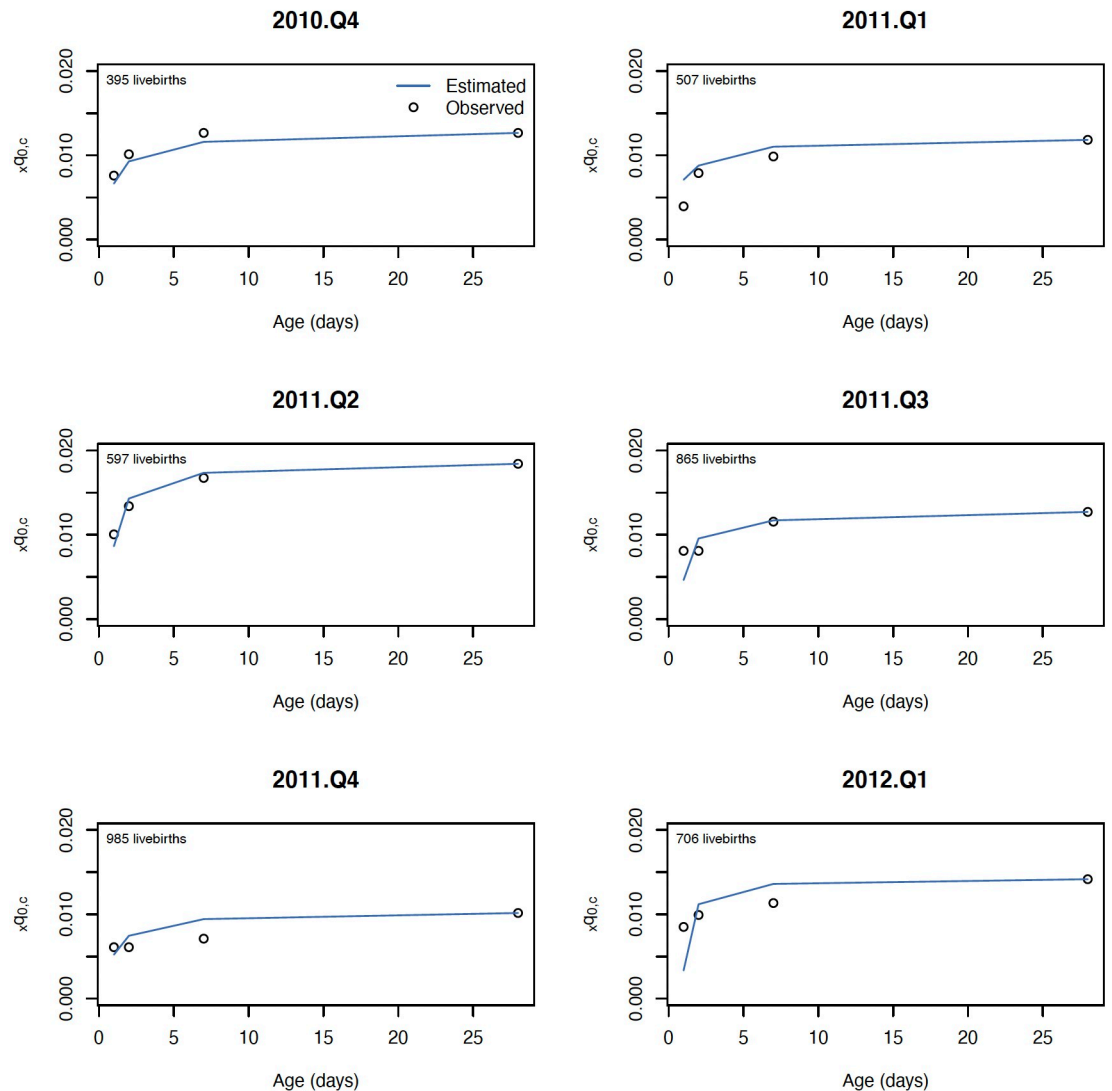 2010.Q4
395 livebirths
Estimated
Observed
0.020
0.010
0.000
xq0,c
0 5 10 15 20 25
Age (days)
2011.Q1
507 livebirths
0.020
0.010
0.000
xq0,c
0 5 10 15 20 25
Age (days)
2011.Q2
597 livebirths
0.020
0.010
0.000
xq0,c
0 5 10 15 20 25
Age (days)
2011.Q3
865 livebirths
0.020
0.010
0.000
xq0,c
0 5 10 15 20 25
Age (days)
2011.Q4
985 livebirths
0.020
0.010
0.000
xq0,c
0 5 10 15 20 25
Age (days)
2012.Q1
706 livebirths
0.020
0.010
0.000
xq0,c
0 5 10 15 20 25
Age (days)